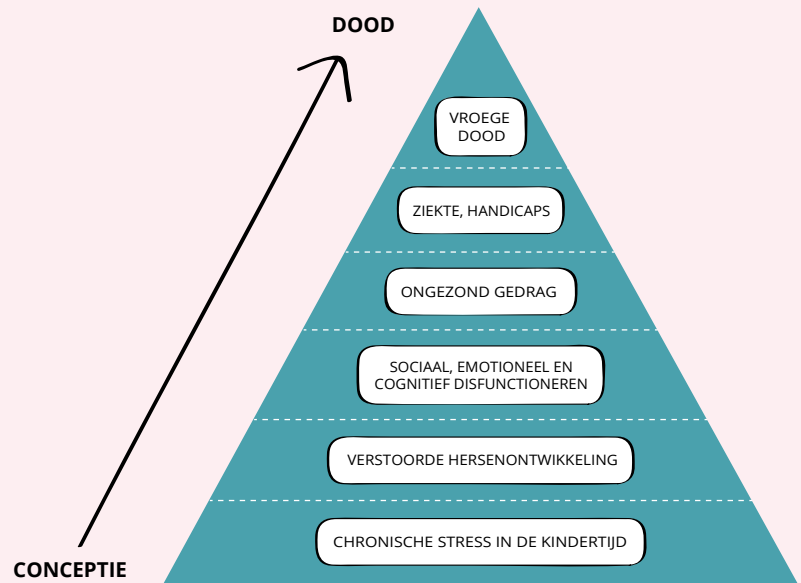 DOOD
VROEGE
DOOD
ZIEKTE, HANDICAPS
ONGEZOND GEDRAG
SOCIAAL, EMOTIONEEL EN
COGNITIEF DISFUNCTIONEREN
VERSTOORDE HERSENONTWIKKELING
CHRONISCHE STRESS IN DE KINDERTIJD
CONCEPTIE